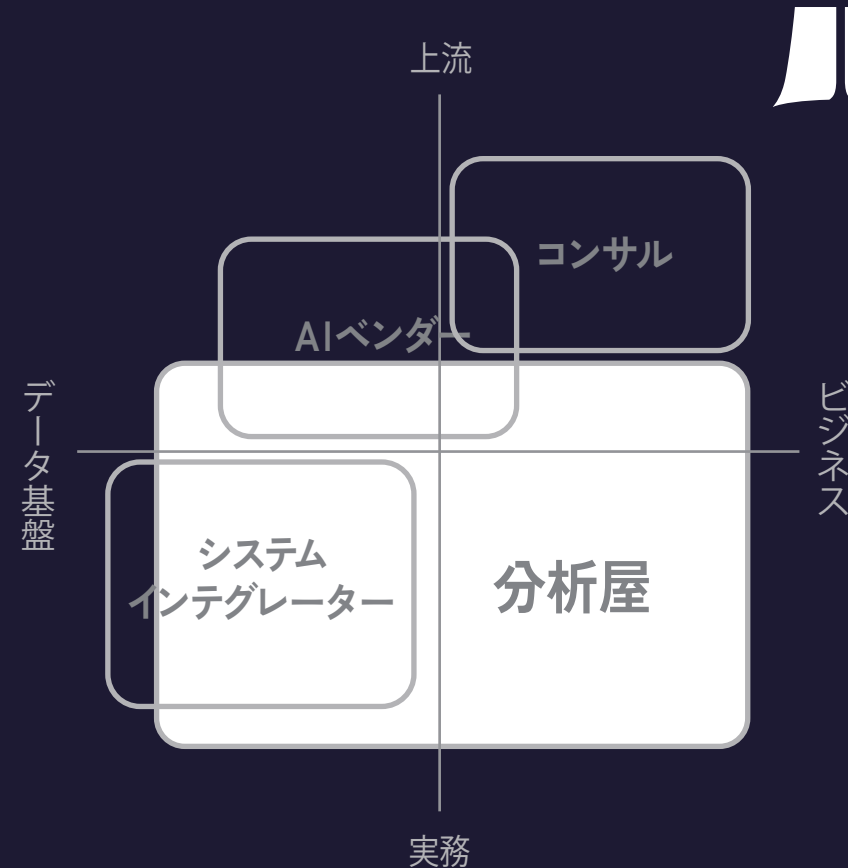 上流
コンサル
AIベンダー
データ基盤
ビジネス
システム
インテグレーター
分析屋
実務